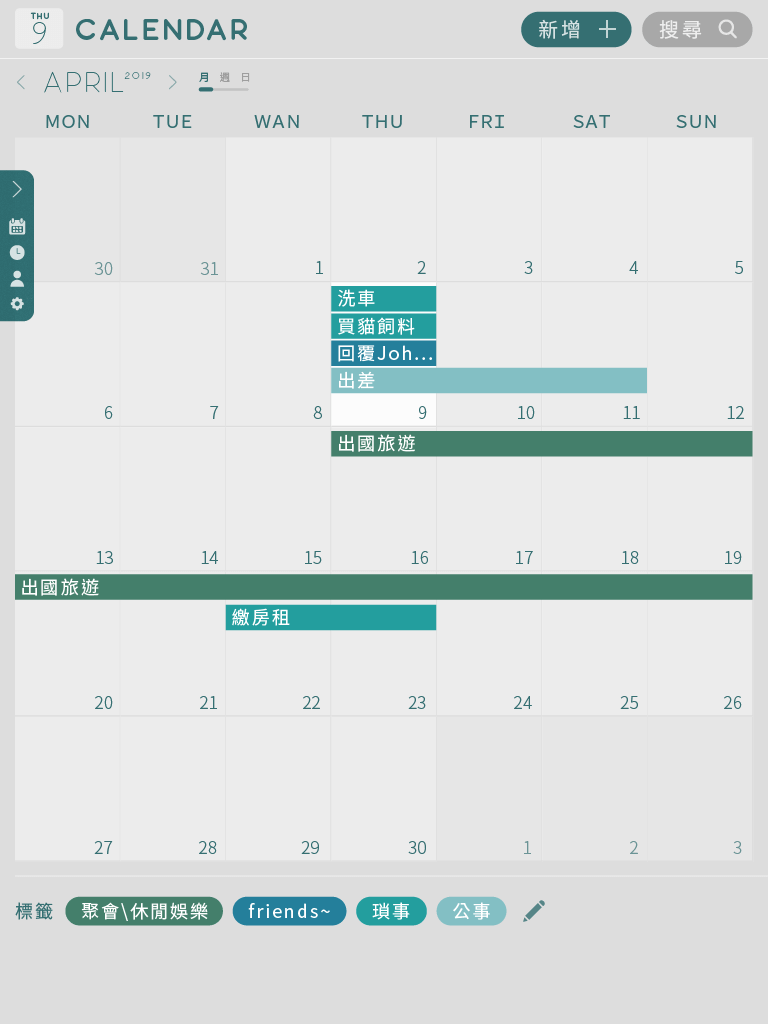 THU
9
CALENDAR
新增
搜尋
APRIL 2019
月 週 日
MON TUE WAN THU FRI SAT SUN
30 31 1 2 3 4 5
洗車
買貓飼料
回覆Joh...
出差
6 7 8 9 10 11 12
出國旅遊
13 14 15 16 17 18 19
出國旅遊
繳房租
20 21 22 23 24 25 26
27 28 29 30 1 2 3
標籤 聚會\休閒娛樂 friends~ 瑣事 公事